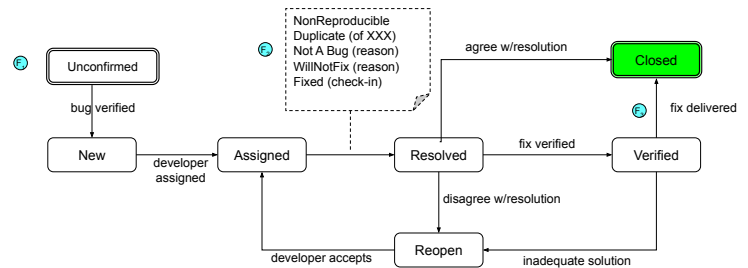 NonReproducible
Duplicate (of XXX)
Not A Bug (reason)
WillNotFix (reason)
Fixed (check-in)
agree w/resolution
Unconfirmed
Closed
bug verified
fix delivered
New
developer
assigned
Assigned
Resolved
fix verified
Verified
disagree w/resolution
developer accepts
Reopen
inadequate solution